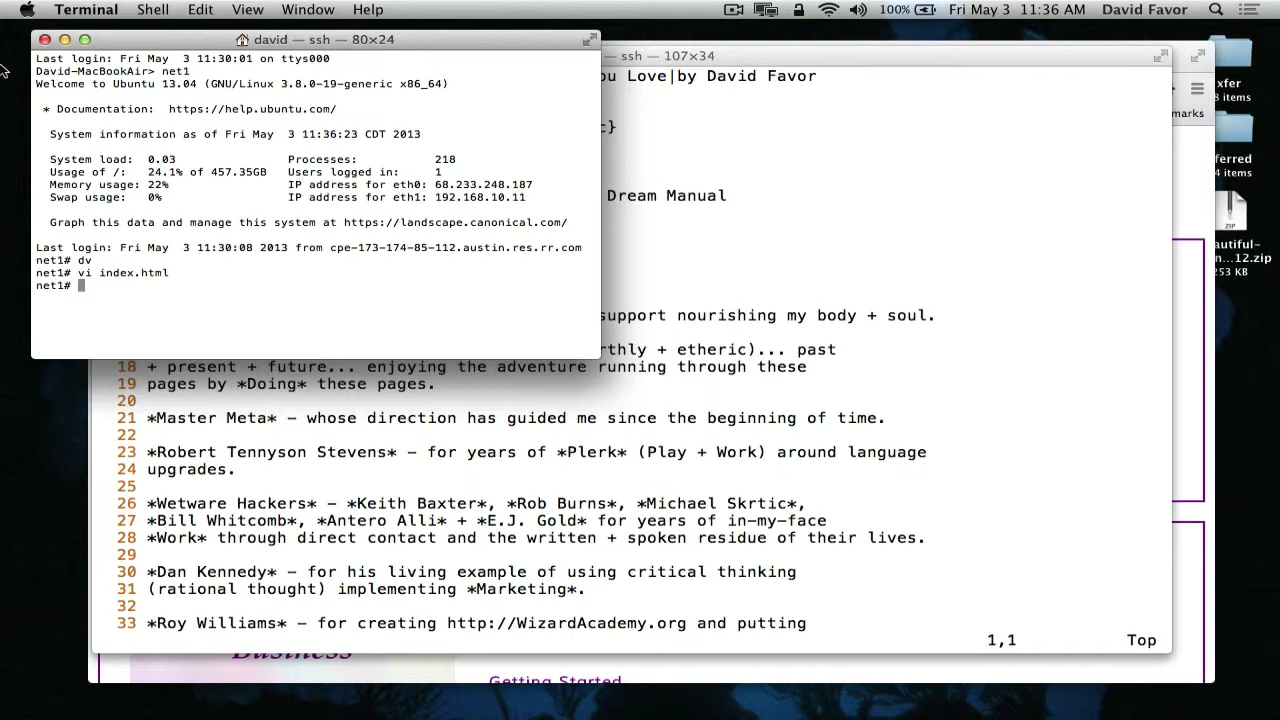 Terminal Shell Edit View Window Help 100% Fri May 3 11:36 AM David Favor
david — ssh — 80×24
Last login: Fri May  3 11:30:01 on ttys000
David-MacBookAir> net1
Welcome to Ubuntu 13.04 (GNU/Linux 3.8.0-19-generic x86_64)
* Documentation:  https://help.ubuntu.com/
System information as of Fri May  3 11:36:23 CDT 2013
System load:  0.03 Processes: 218
Usage of /:  24.1% of 457.35GB Users logged in: 1
Memory usage: 22% IP address for eth0: 68.233.248.187
Swap usage:  0% IP address for eth1: 192.168.10.11
Graph this data and manage this system at https://landscape.canonical.com/
Last login: Fri May  3 11:30:08 2013 from cpe-173-174-85-112.austin.res.rr.com
net1# dv
net1# vi index.html
net1#
— ssh — 107×34
ou Love|by David Favor
c}
Dream Manual
support nourishing my body + soul.
rthly + etheric)... past
18 + present + future... enjoying the adventure running through these
19 pages by *Doing* these pages.
20
21 *Master Meta* – whose direction has guided me since the beginning of time.
22
23 *Robert Tennyson Stevens* – for years of *Plerk* (Play + Work) around language
24 upgrades.
25
26 *Wetware Hackers* – *Keith Baxter*, *Rob Burns*, *Michael Skrtic*,
27 *Bill Whitcomb*, *Antero Alli* + *E.J. Gold* for years of in-my-face
28 *Work* through direct contact and the written + spoken residue of their lives.
29
30 *Dan Kennedy* – for his living example of using critical thinking
31 (rational thought) implementing *Marketing*.
32
33 *Roy Williams* – for creating http://WizardAcademy.org and putting
1,1 Top
xfer
8 items
marks
ferred
4 items
ZIP
autiful-
n...12.zip
253 KB
Business
Getting Started